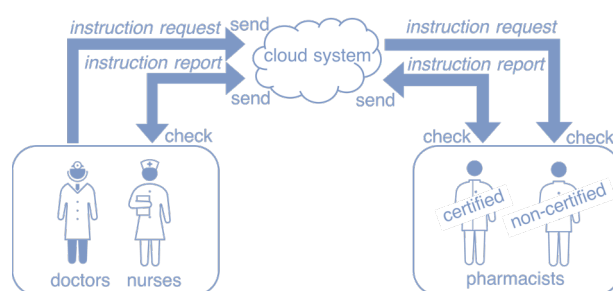 instruction request
send
cloud system
send
instruction request
instruction report
instruction report
send
send
check
check
check
certified
non-certified
doctors
nurses
pharmacists